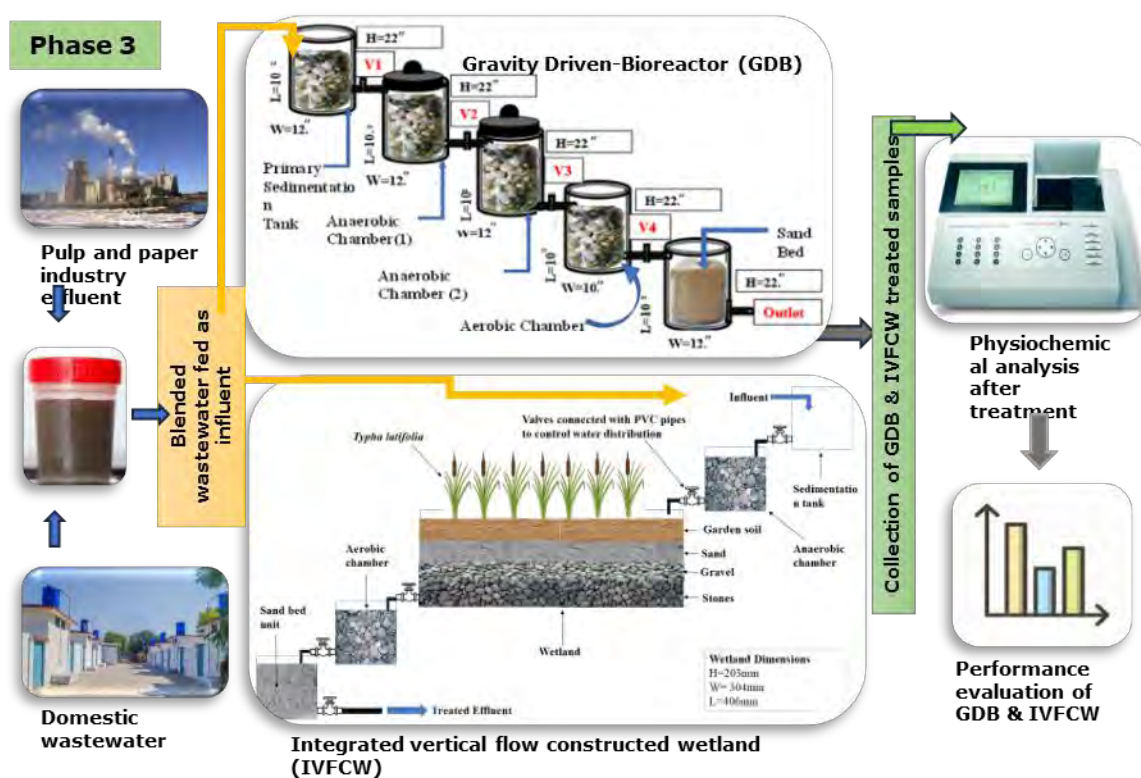 Phase 3
Pulp and paper
industry
effluent
Domestic
wastewater
Blended
wastewater fed as
influent
Gravity Driven-Bioreactor (GDB)
H=22"
V1
W=12."
Primary
Sedimentatio
n
Tank
H=22"
V2
W=12."
Anaerobic
Chamber(1)
H=22"
V3
W=12"
Anaerobic
Chamber (2)
H=22."
V4
L=10"
W=10."
Aerobic Chamber
Sand
Bed
H=22."
Outlet
W=12."
Influent
Valves connected with PVC pipes
to control water distribution
Typha latifolia
Sedimentatio
n tank
Anaerobic
chamber
Garden soil
Sand
Gravel
Stones
Wetland
Aerobic
chamber
Sand bed
unit
Treated Effluent
Wetland Dimensions
H=203mm
W= 304mm
L=406mm
Integrated vertical flow constructed wetland
(IVFCW)
Collection of GDB & IVFCW treated samples
Physiochemic
al analysis
after
treatment
Performance
evaluation of
GDB & IVFCW